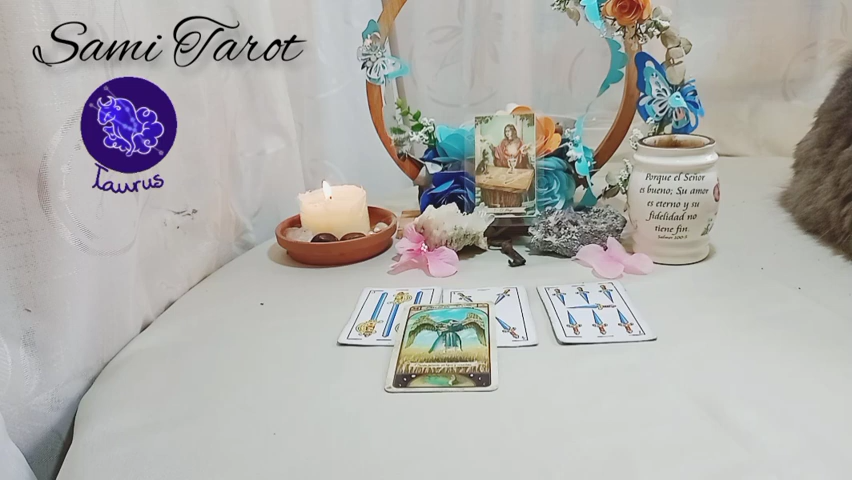 Sami Tarot
Taurus
Porque el Señor
es bueno; Su amor
es eterno y su
fidelidad no
tiene fin.